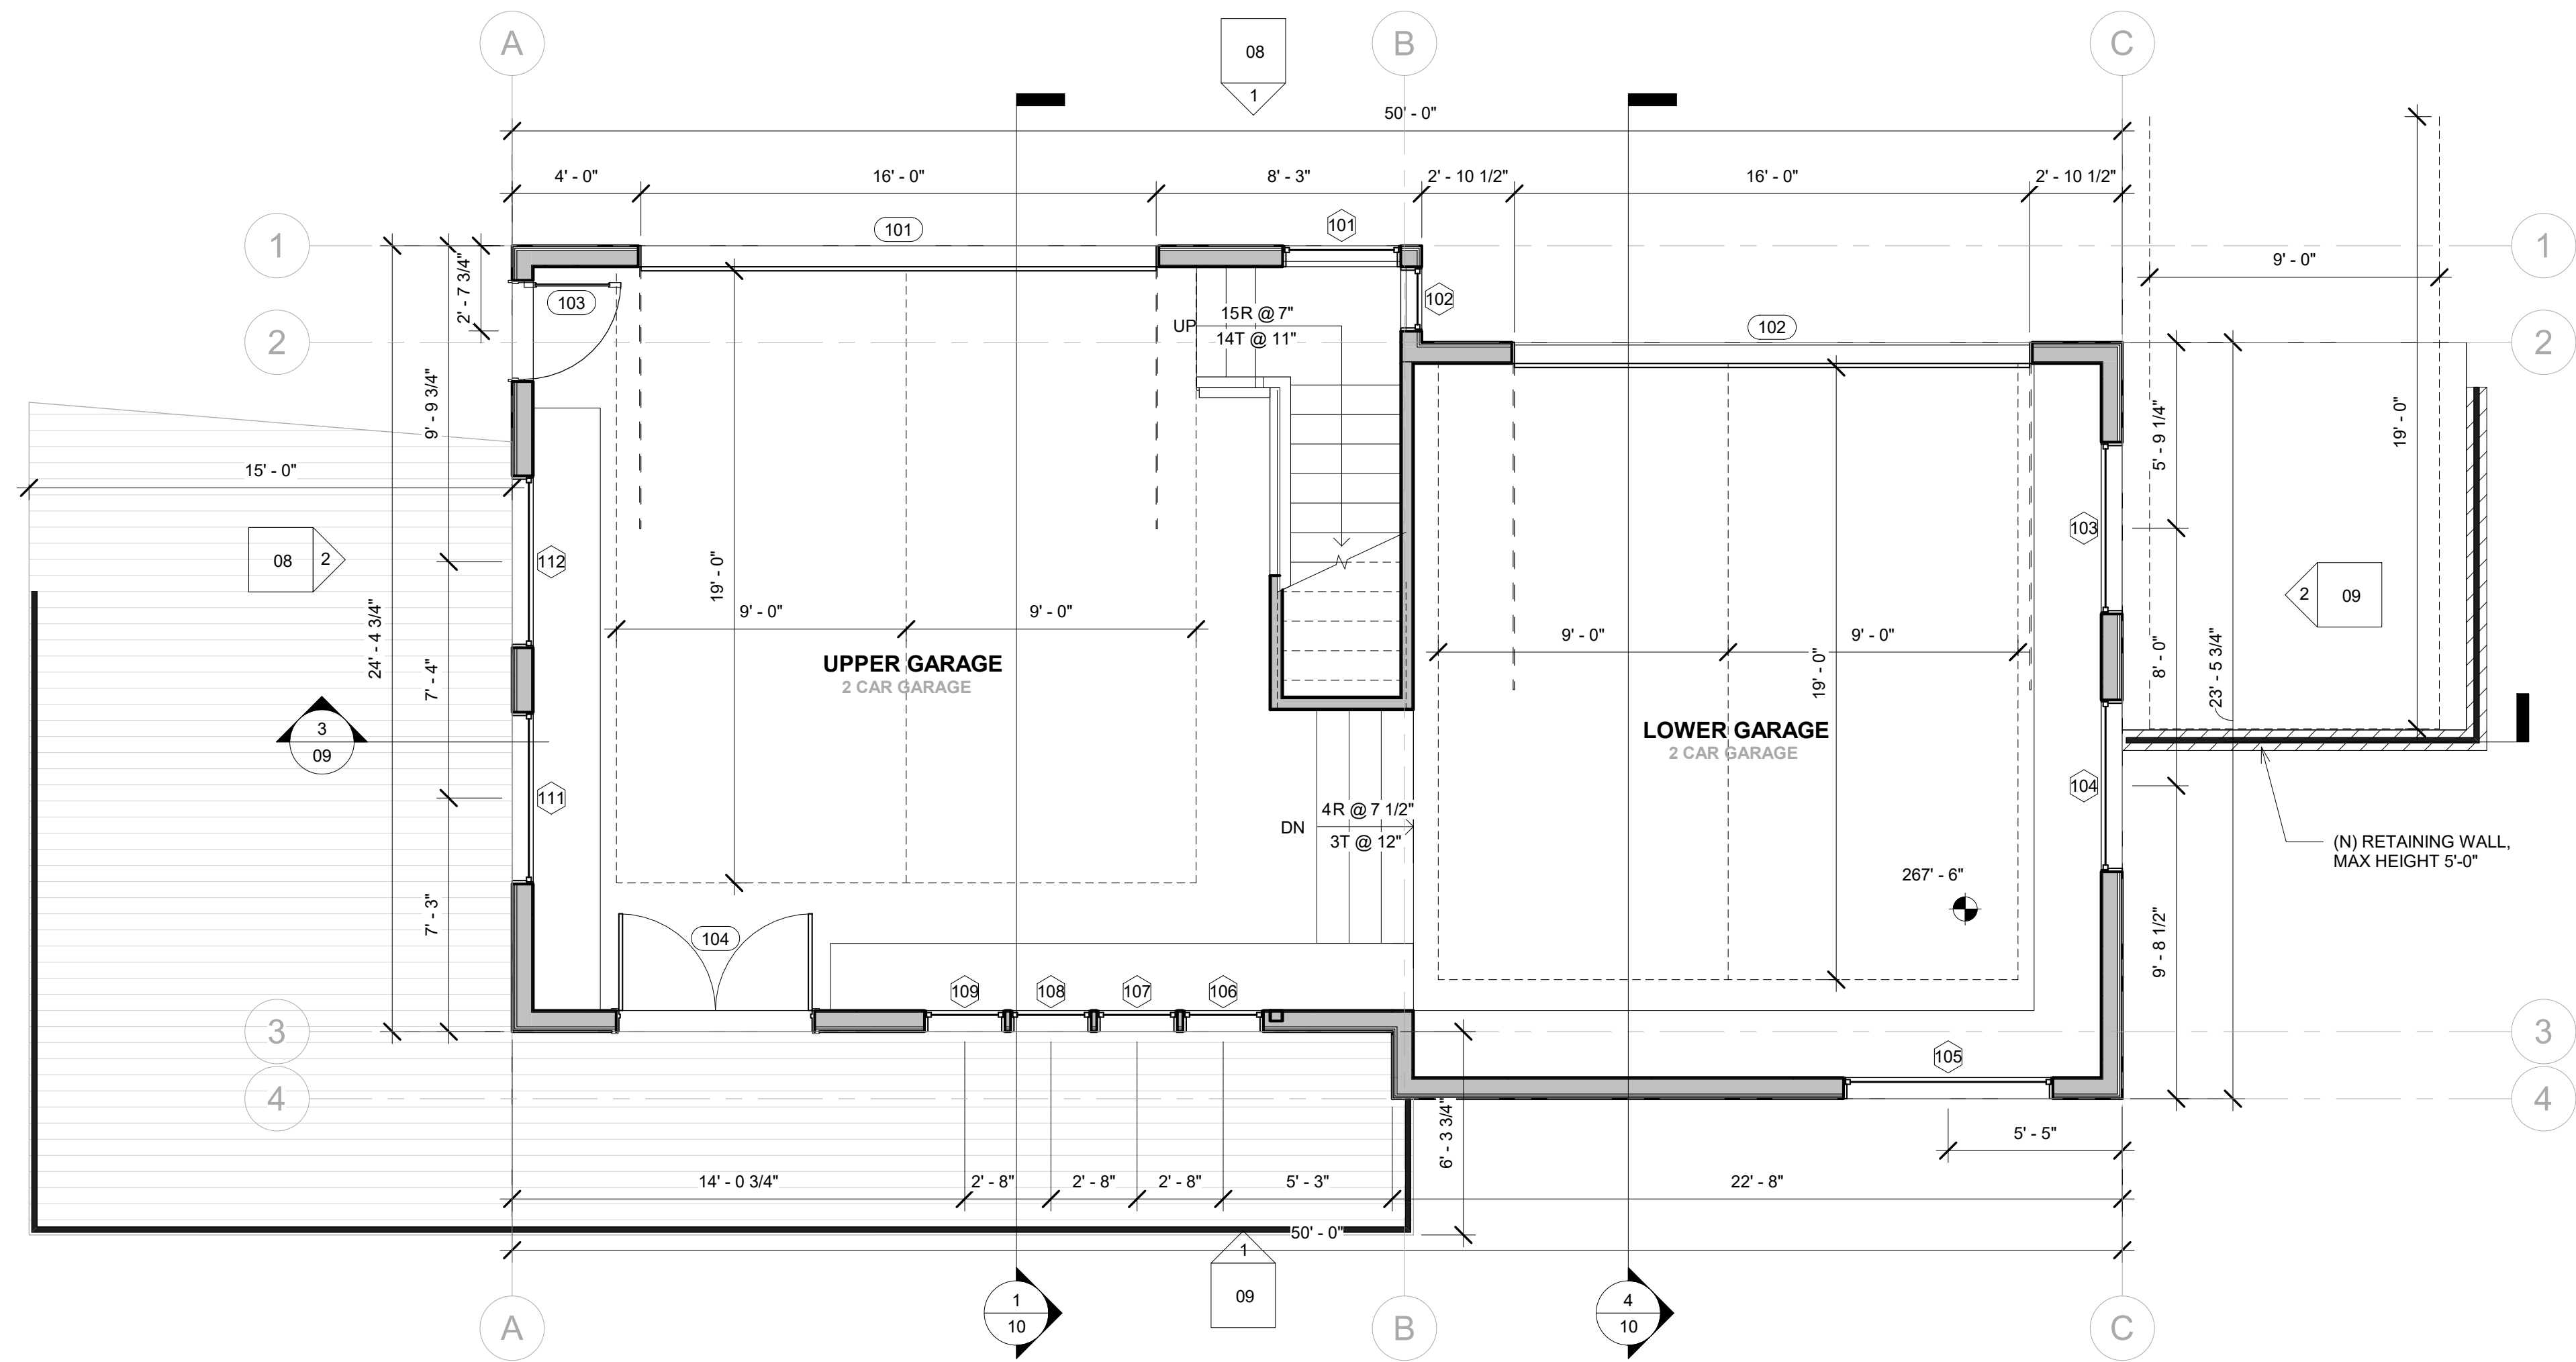 A
B
C
08
1
50' - 0"
4' - 0"
16' - 0"
8' - 3"
2' - 10 1/2"
16' - 0"
2' - 10 1/2"
1
101
101
1
2' - 7 3/4"
103
102
9' - 0"
15R @ 7"
UP
14T @ 11"
102
2
2
9' - 9 3/4"
19' - 0"
5' - 9 1/4"
15' - 0"
103
08
2
112
19' - 0"
2
09
9' - 0"
9' - 0"
24' - 4 3/4"
9' - 0"
9' - 0"
UPPER GARAGE
2 CAR GARAGE
7' - 4"
19' - 0"
8' - 0"
23' - 5 3/4"
3
09
LOWER GARAGE
2 CAR GARAGE
111
104
4R @ 7 1/2"
DN
3T @ 12"
(N) RETAINING WALL,
MAX HEIGHT 5'-0"
267' - 6"
7' - 3"
104
9' - 8 1/2"
109
108
107
106
3
3
105
4
4
6' - 3 3/4"
5' - 5"
14' - 0 3/4"
2' - 8"
2' - 8"
2' - 8"
5' - 3"
22' - 8"
50' - 0"
1
09
1
10
4
10
A
B
C